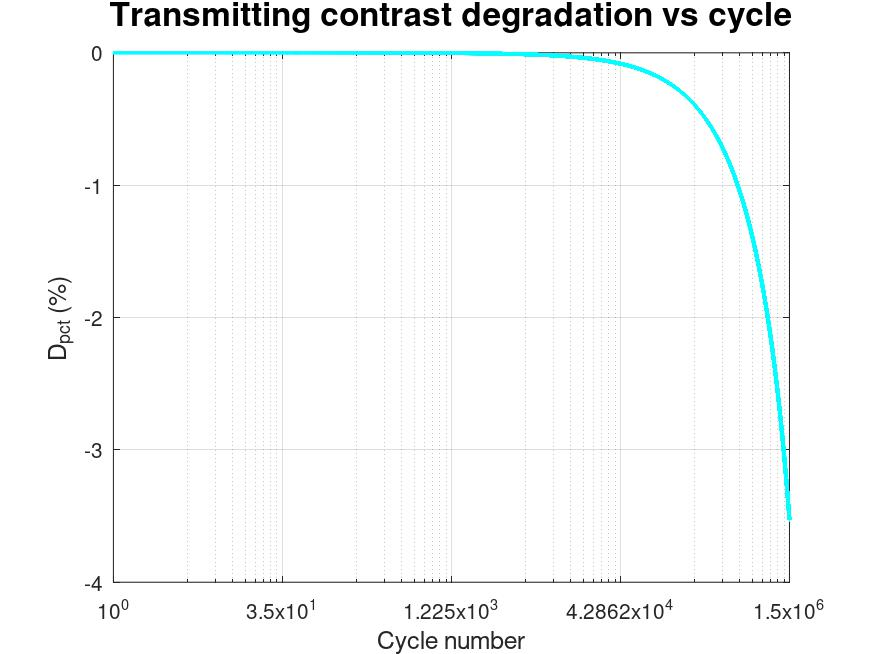 Transmitting contrast degradation vs cycle
0
-1
-2
-3
-4
D_pct (%)
10^0 3.5x10^1 1.225x10^3 4.2862x10^4 1.5x10^6
Cycle number